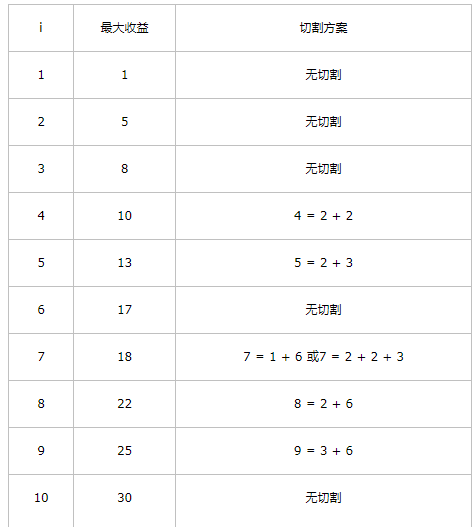 i 最大收益 切割方案
1 1 无切割
2 5 无切割
3 8 无切割
4 10 4 = 2 + 2
5 13 5 = 2 + 3
6 17 无切割
7 18 7 = 1 + 6 或7 = 2 + 2 + 3
8 22 8 = 2 + 6
9 25 9 = 3 + 6
10 30 无切割